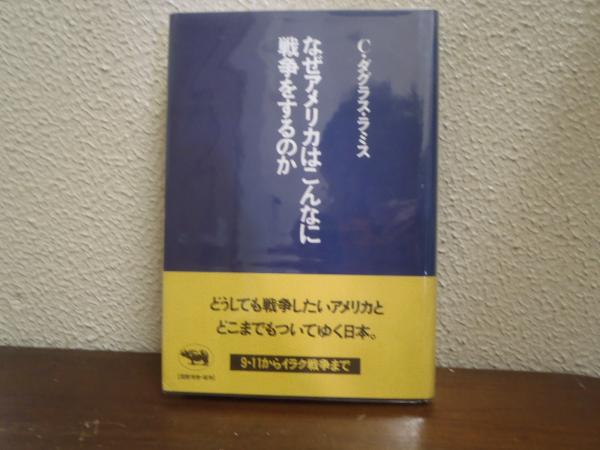 C・ダグラス・ラミス
なぜアメリカはこんなに
戦争をするのか
どうしても戦争したいアメリカと
どこまでもついてゆく日本。
9・11からイラク戦争まで